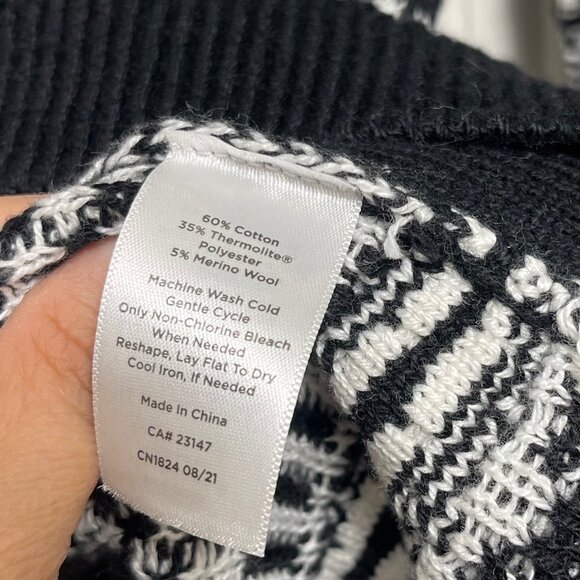 60% Cotton
35% Thermolite®
Polyester
5% Merino Wool
Machine Wash Cold
Gentle Cycle
Only Non-Chlorine Bleach
When Needed
Reshape, Lay Flat To Dry
Cool Iron, If Needed
Made In China
CA# 23147
CN1824 08/21